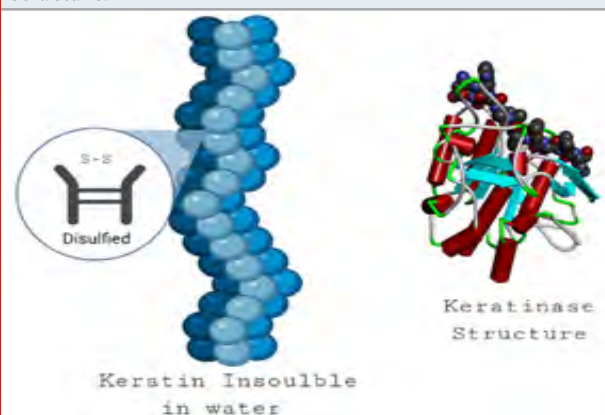 S-S
Disulfied
Keratinase
Structure
Kerstin Insoulble
in water